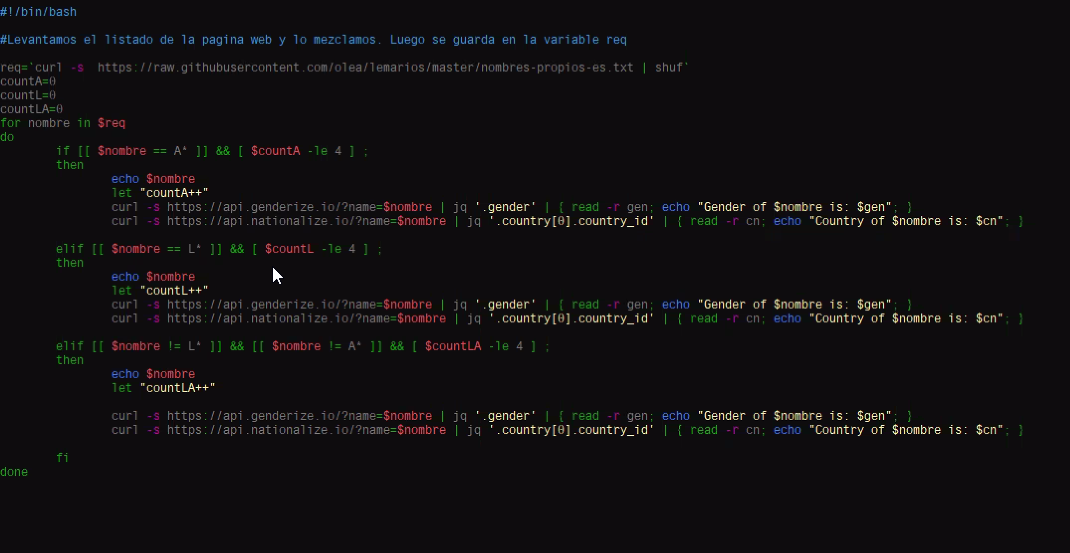 #!/bin/bash
#Levantamos el listado de la pagina web y lo mezclamos. Luego se guarda en la variable req
req=`curl -s  https://raw.githubusercontent.com/olea/lemarios/master/nombres-propios-es.txt | shuf`
countA=0
countL=0
countLA=0
for nombre in $req
do
if [[ $nombre == A* ]] && [ $countA -le 4 ] ;
then
echo $nombre
let "countA++"
curl -s https://api.genderize.io/?name=$nombre | jq '.gender' | { read -r gen; echo "Gender of $nombre is: $gen"; }
curl -s https://api.nationalize.io/?name=$nombre | jq '.country[0].country_id' | { read -r cn; echo "Country of $nombre is: $cn"; }
elif [[ $nombre == L* ]] && [ $countL -le 4 ] ;
then
echo $nombre
let "countL++"
curl -s https://api.genderize.io/?name=$nombre | jq '.gender' | { read -r gen; echo "Gender of $nombre is: $gen"; }
curl -s https://api.nationalize.io/?name=$nombre | jq '.country[0].country_id' | { read -r cn; echo "Country of $nombre is: $cn"; }
elif [[ $nombre != L* ]] && [[ $nombre != A* ]] && [ $countLA -le 4 ] ;
then
echo $nombre
let "countLA++"
curl -s https://api.genderize.io/?name=$nombre | jq '.gender' | { read -r gen; echo "Gender of $nombre is: $gen"; }
curl -s https://api.nationalize.io/?name=$nombre | jq '.country[0].country_id' | { read -r cn; echo "Country of $nombre is: $cn"; }
fi
done